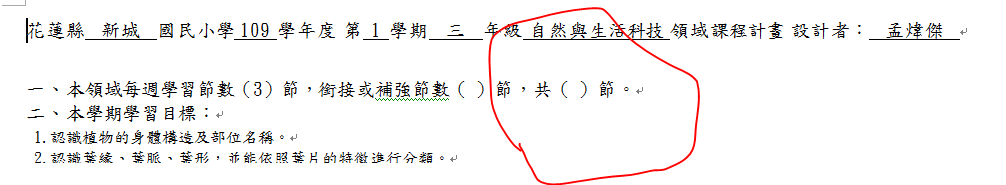 花蓮縣 新城 國民小學 109 學年度 第 1 學期 三 年級 自然與生活科技 領域課程計畫 設計者： 孟煒傑
一、本領域每週學習節數（3）節，銜接或補強節數（ ）節，共（ ）節。
二、本學期學習目標：
1.認識植物的身體構造及部位名稱。
2.認識葉緣、葉脈、葉形，並能依照葉片的特徵進行分類。